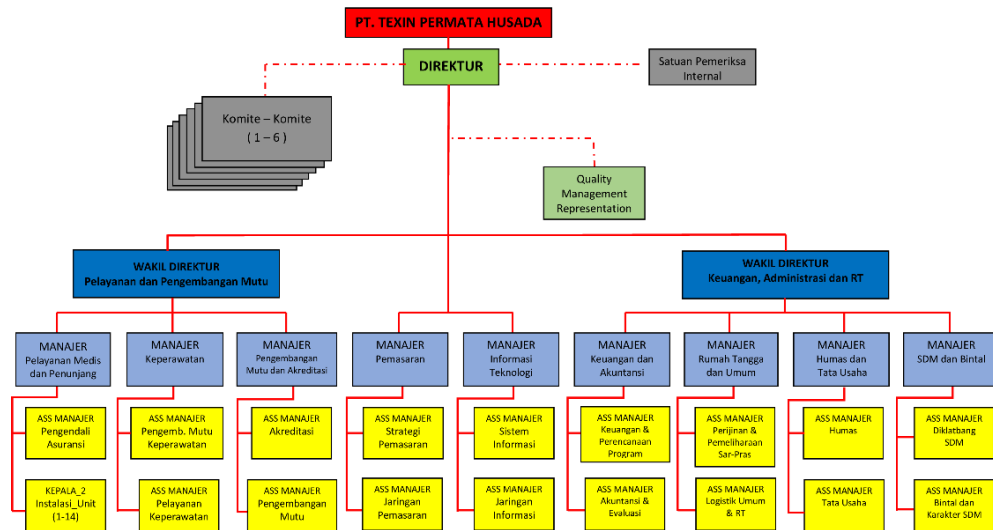 PT. TEXIN PERMATA HUSADA
DIREKTUR
Satuan Pemeriksa
Internal
Komite – Komite
( 1 – 6 )
Quality
Management
Representation
WAKIL DIREKTUR
Pelayanan dan Pengembangan Mutu
WAKIL DIREKTUR
Keuangan, Administrasi dan RT
MANAJER
Pelayanan Medis
dan Penunjang
MANAJER
Keperawatan
MANAJER
Pengembangan
Mutu dan Akreditasi
MANAJER
Pemasaran
MANAJER
Informasi
Teknologi
MANAJER
Keuangan dan
Akuntansi
MANAJER
Rumah Tangga
dan Umum
MANAJER
Humas dan
Tata Usaha
MANAJER
SDM dan Bintal
ASS MANAJER
Pengendali
Asuransi
ASS MANAJER
Pengemb. Mutu
Keperawatan
ASS MANAJER
Akreditasi
ASS MANAJER
Strategi
Pemasaran
ASS MANAJER
Sistem
Informasi
ASS MANAJER
Keuangan &
Perencanaan
Program
ASS MANAJER
Perijinan &
Pemeliharaan
Sar-Pras
ASS MANAJER
Humas
ASS MANAJER
Diklatbang
SDM
KEPALA_2
Instalasi_Unit
(1-14)
ASS MANAJER
Pelayanan
Keperawatan
ASS MANAJER
Pengembangan
Mutu
ASS MANAJER
Jaringan
Pemasaran
ASS MANAJER
Jaringan
Informasi
ASS MANAJER
Akuntansi &
Evaluasi
ASS MANAJER
Logistik Umum
& RT
ASS MANAJER
Tata Usaha
ASS MANAJER
Bintal dan
Karakter SDM